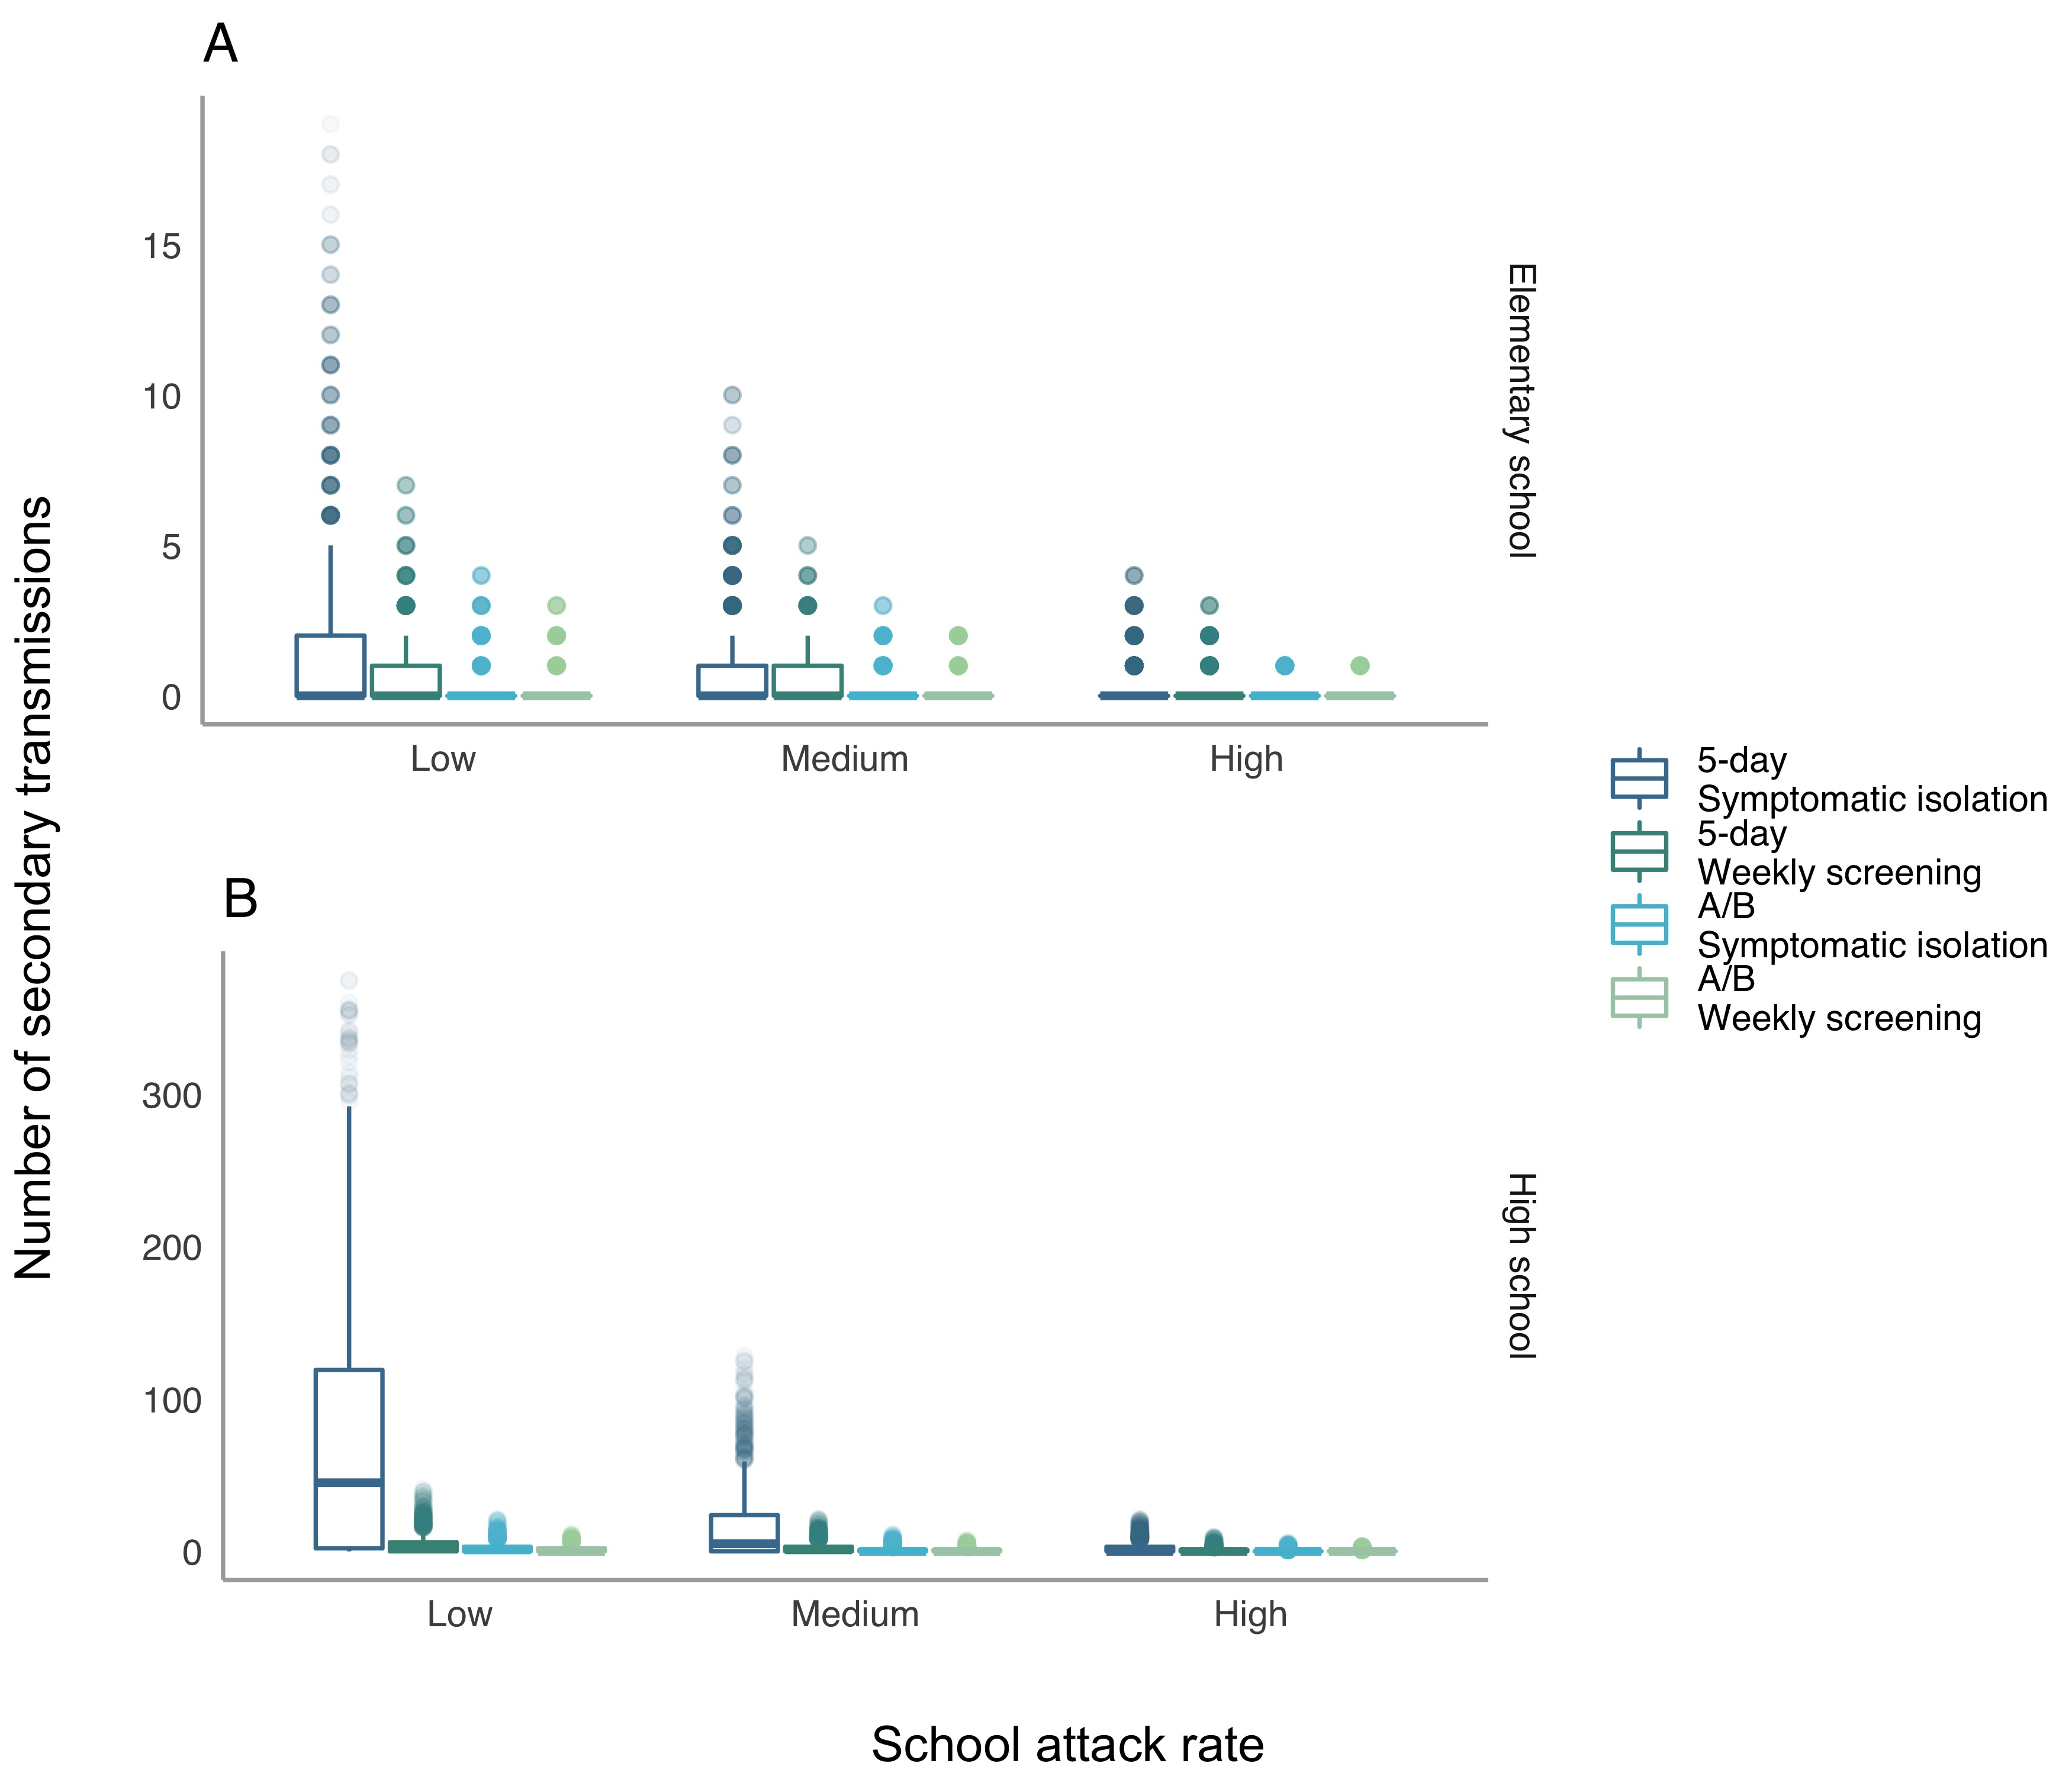 A
Number of secondary transmissions
15
10
5
0
Low Medium High
Elementary school
B
300
200
100
0
Low Medium High
High school
School attack rate
5-day
Symptomatic isolation
5-day
Weekly screening
A/B
Symptomatic isolation
A/B
Weekly screening